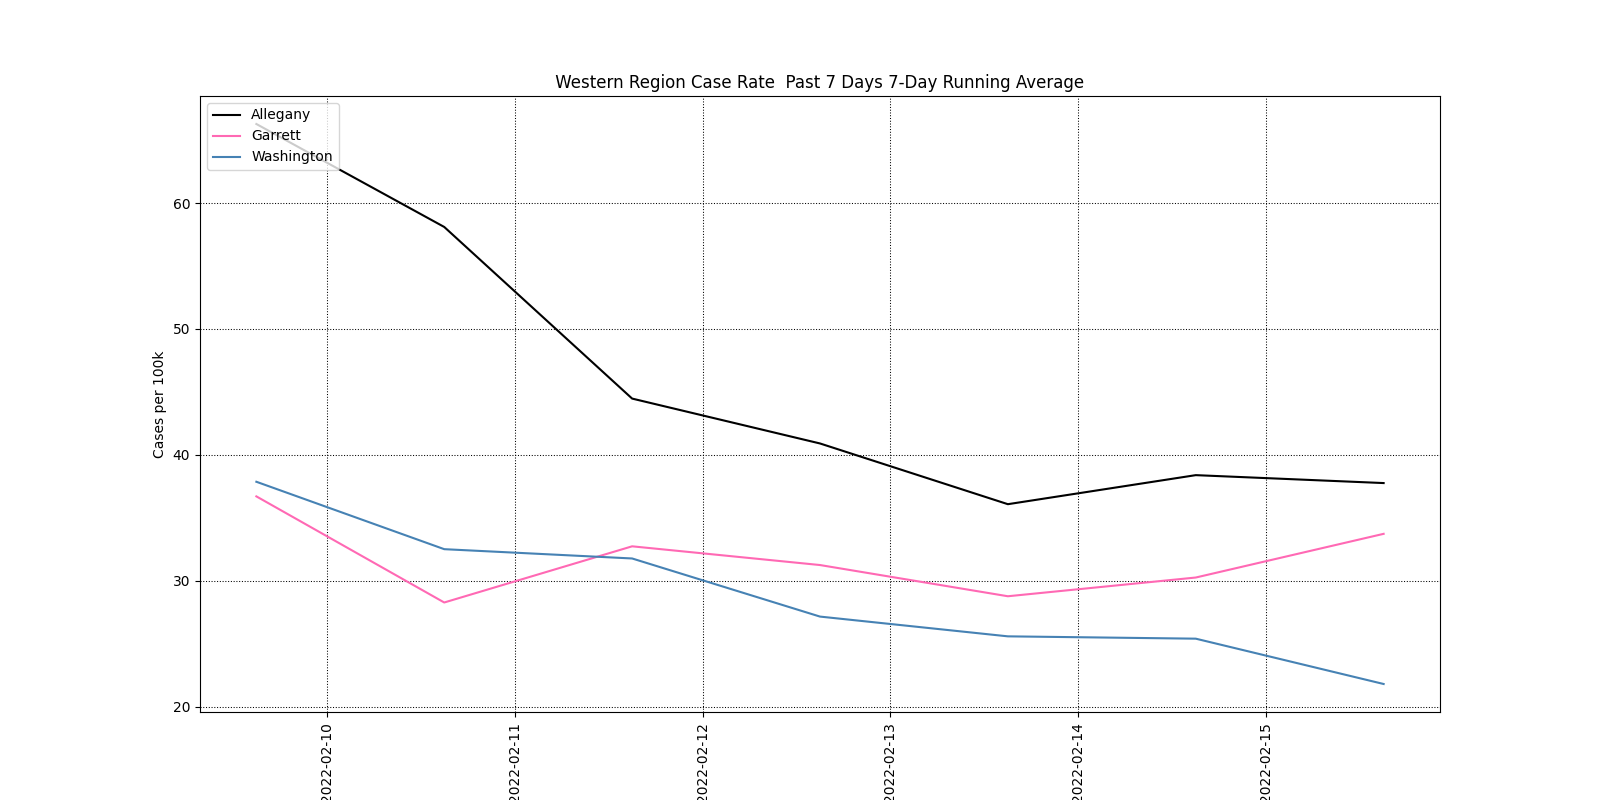 Western Region Case Rate  Past 7 Days 7-Day Running Average
Allegany
Garrett
Washington
Cases per 100k
60
50
40
30
20
2022-02-10
2022-02-11
2022-02-12
2022-02-13
2022-02-14
2022-02-15